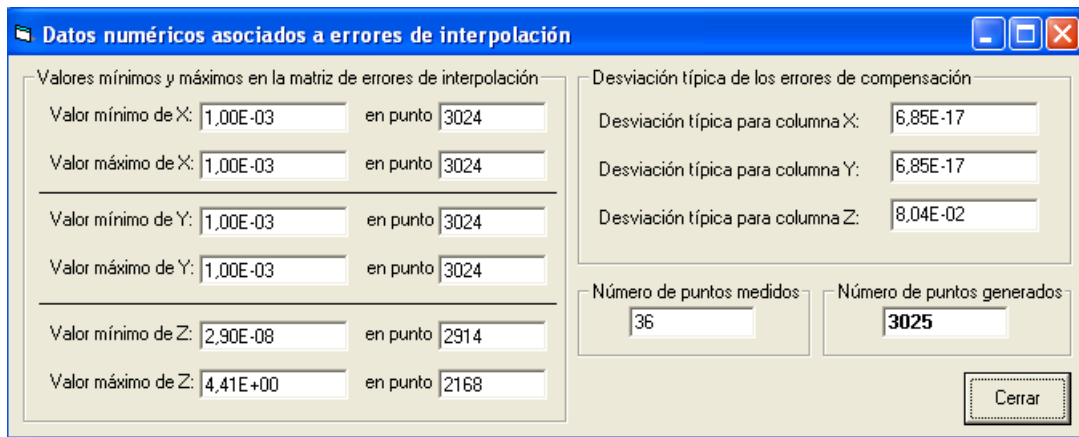 Datos numéricos asociados a errores de interpolación
Valores mínimos y máximos en la matriz de errores de interpolación
Valor mínimo de X: 1,00E-03 en punto 3024
Valor máximo de X: 1,00E-03 en punto 3024
Valor mínimo de Y: 1,00E-03 en punto 3024
Valor máximo de Y: 1,00E-03 en punto 3024
Valor mínimo de Z: 2,90E-08 en punto 2914
Valor máximo de Z: 4,41E+00 en punto 2168
Desviación típica de los errores de compensación
Desviación típica para columna X: 6,85E-17
Desviación típica para columna Y: 6,85E-17
Desviación típica para columna Z: 8,04E-02
Número de puntos medidos
36
Número de puntos generados
3025
Cerrar